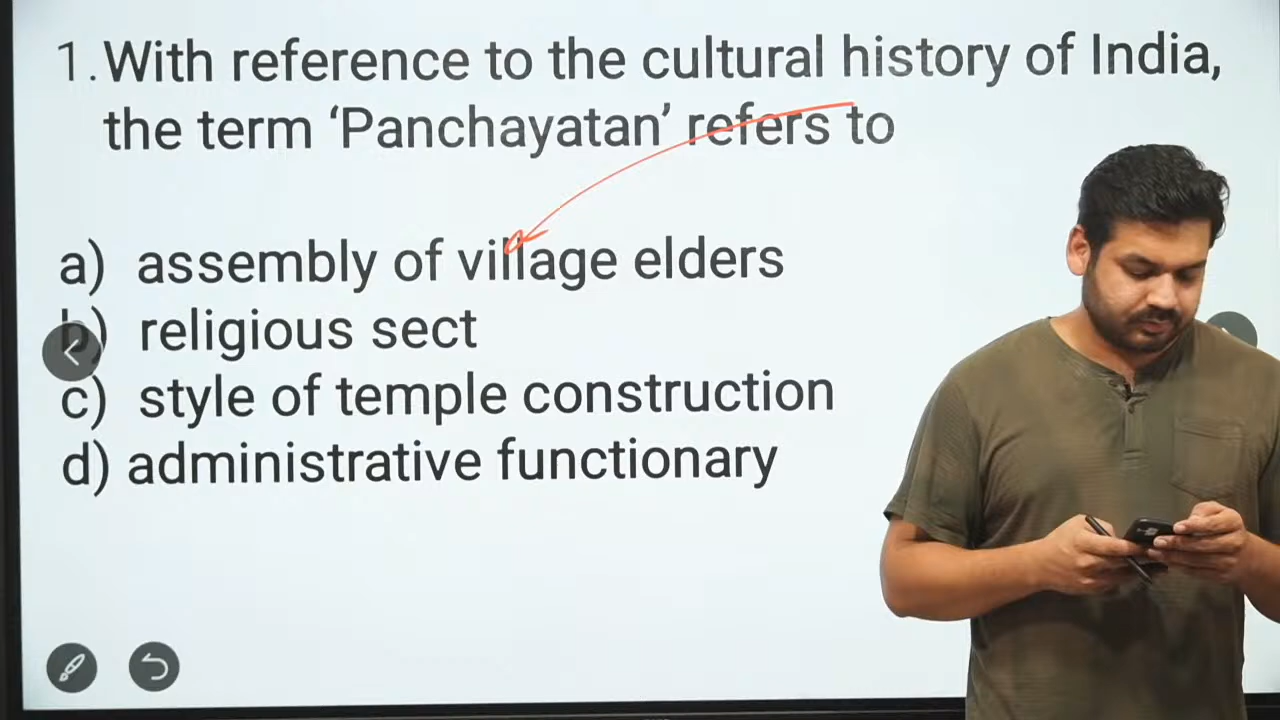 1. With reference to the cultural history of India,
the term ‘Panchayatan’ refers to
a) assembly of village elders
b) religious sect
c) style of temple construction
d) administrative functionary